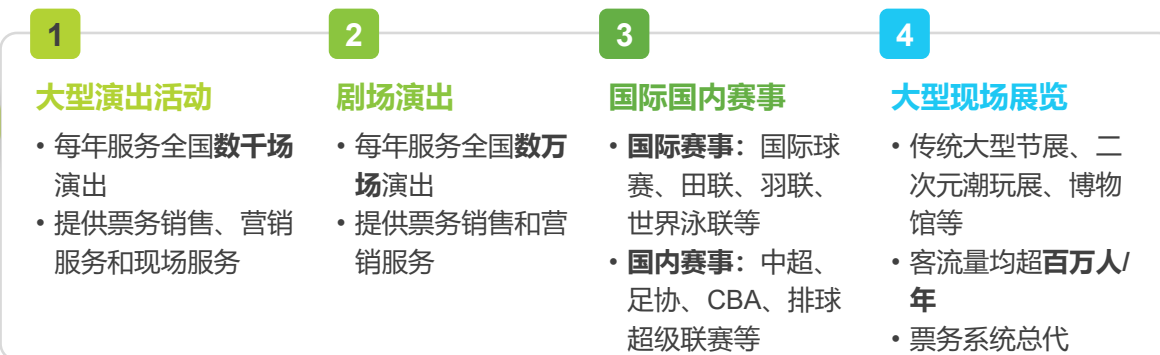 1
大型演出活动
• 每年服务全国数千场
演出
• 提供票务销售、营销
服务和现场服务
2
剧场演出
• 每年服务全国数万
场演出
• 提供票务销售和营
销服务
3
国际国内赛事
• 国际赛事：国际球
赛、田联、羽联、
世界泳联等
• 国内赛事：中超、
足协、CBA、排球
超级联赛等
4
大型现场展览
• 传统大型节展、二
次元潮玩展、博物
馆等
• 客流量均超百万人/
年
• 票务系统总代